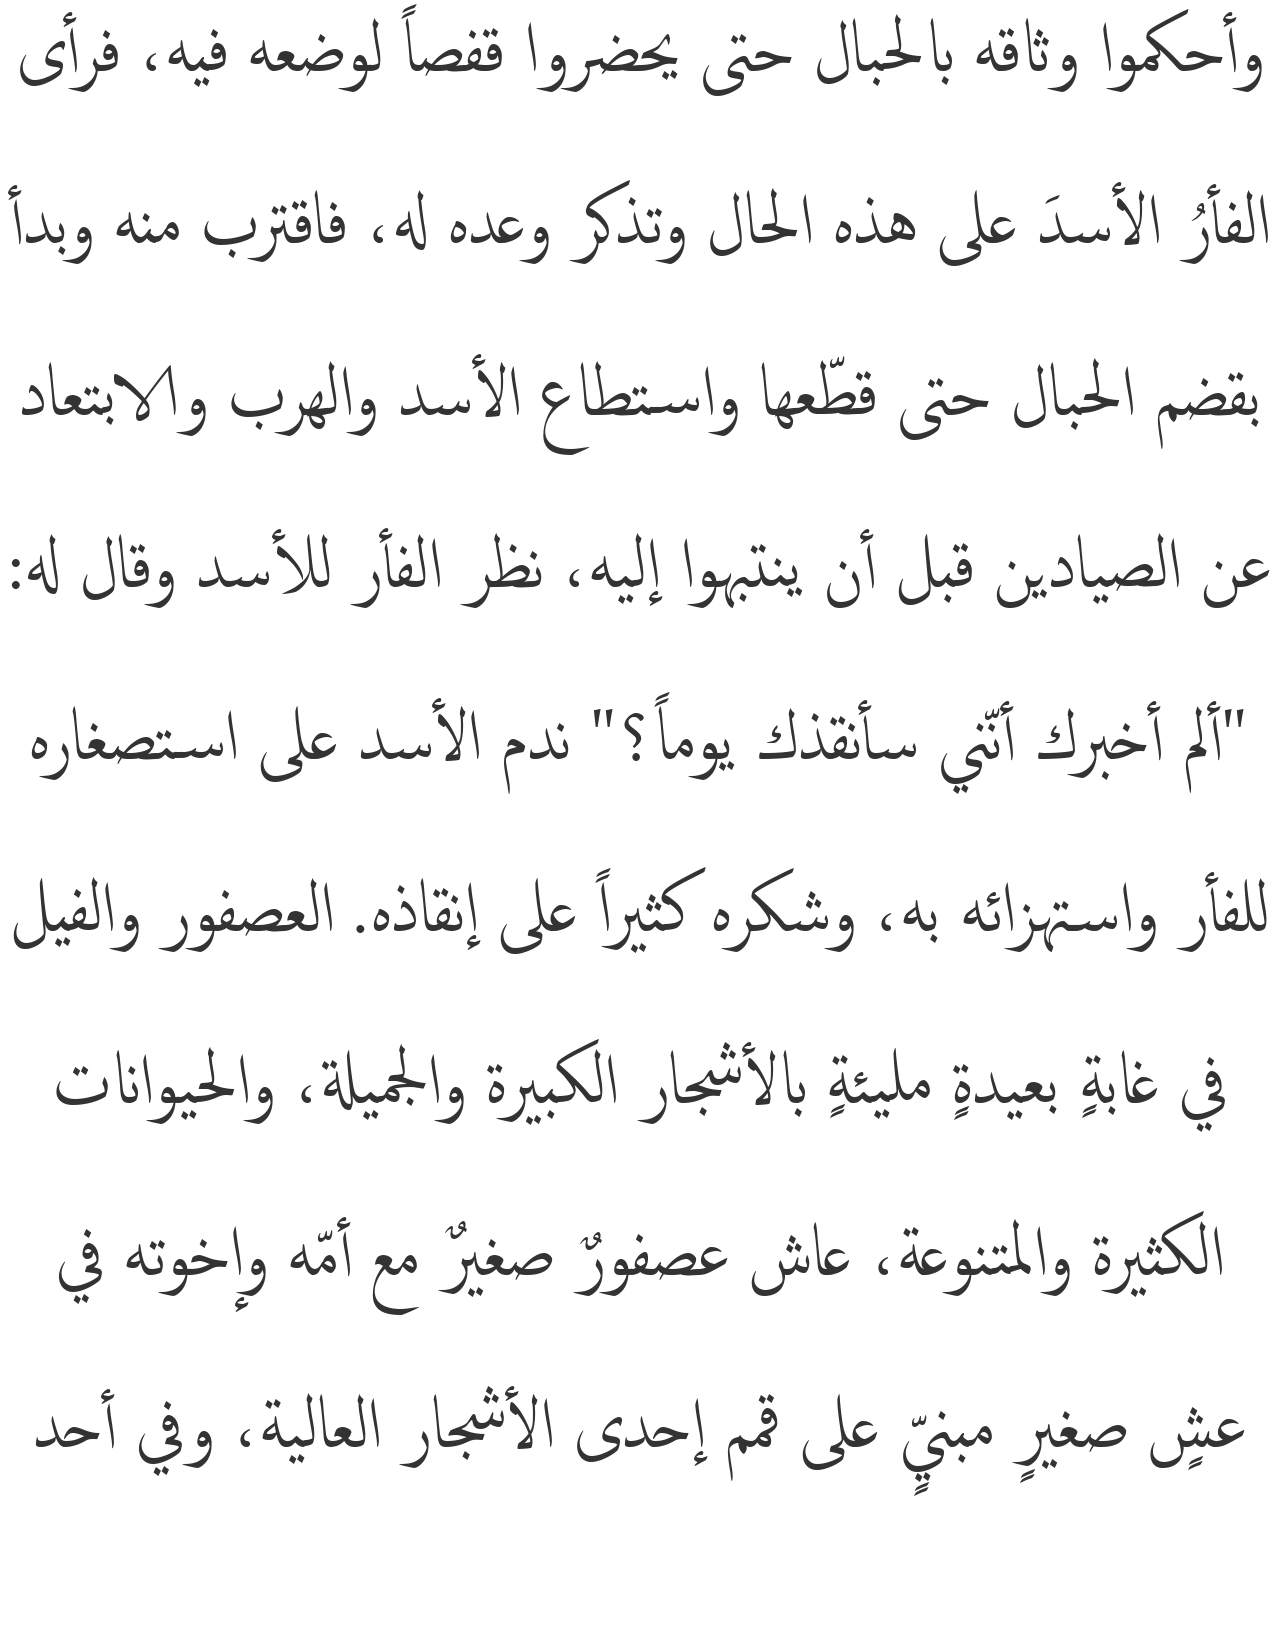 وأحكموا وثاقه بالحبال حتى يحضروا قفصاً لوضعه فيه، فرأى
الفأرُ الأسدَ على هذه الحال وتذكر وعده له، فاقترب منه وبدأ
بقضم الحبال حتى قطّعها واستطاع الأسد والهرب والابتعاد
عن الصيادين قبل أن ينتبهوا إليه، نظر الفأر للأسد وقال له:
"ألم أخبرك أنّني سأنقذك يوماً؟" ندم الأسد على استصغاره
للفأر واستهزائه به، وشكره كثيراً على إنقاذه. العصفور والفيل
في غابةٍ بعيدةٍ مليئةٍ بالأشجار الكبيرة والجميلة، والحيوانات
الكثيرة والمتنوعة، عاش عصفورٌ صغيرٌ مع أمّه وإخوته في
عشٍ صغيرٍ مبنيٍّ على قمم إحدى الأشجار العالية، وفي أحد